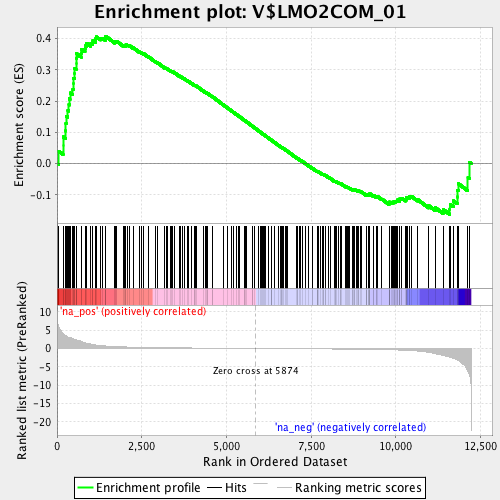 Enrichment plot: V$LMO2COM_01
Enrichment score (ES)
0.4
0.3
0.2
0.1
0.0
-0.1
'na_pos' (positively correlated)
Ranked list metric (PreRanked)
10
5
0
-5
-10
-15
-20
Zero cross at 5874
'na_neg' (negatively correlated)
0
2,500
5,000
7,500
10,000
12,500
Rank in Ordered Dataset
Enrichment profile
Hits
Ranking metric scores